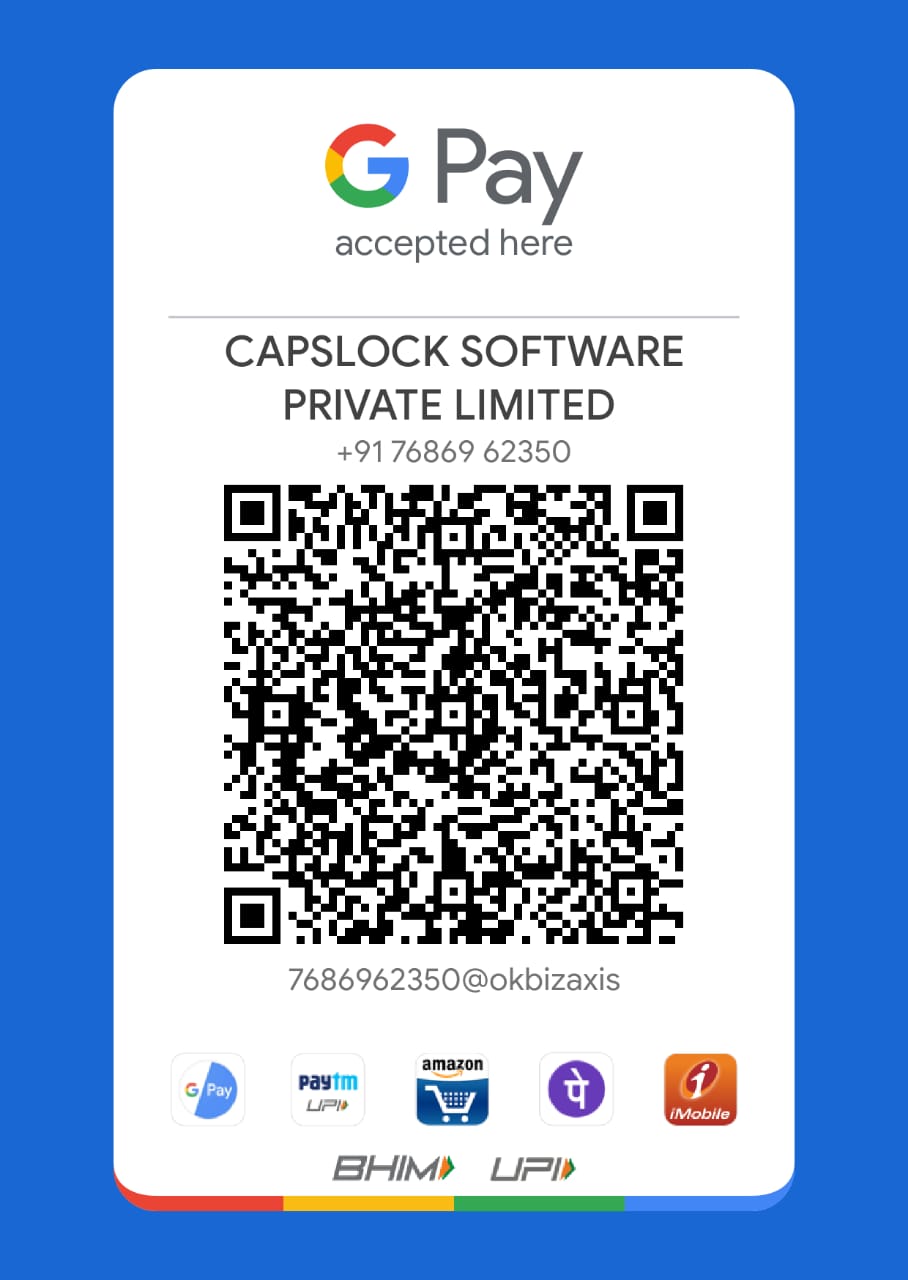 G Pay
accepted here
CAPSLOCK SOFTWARE
PRIVATE LIMITED
+91 76869 62350
7686962350@okbizaxis
G Pay
paytm
UPI
amazon
पे
i
iMobile
BHIM UPI